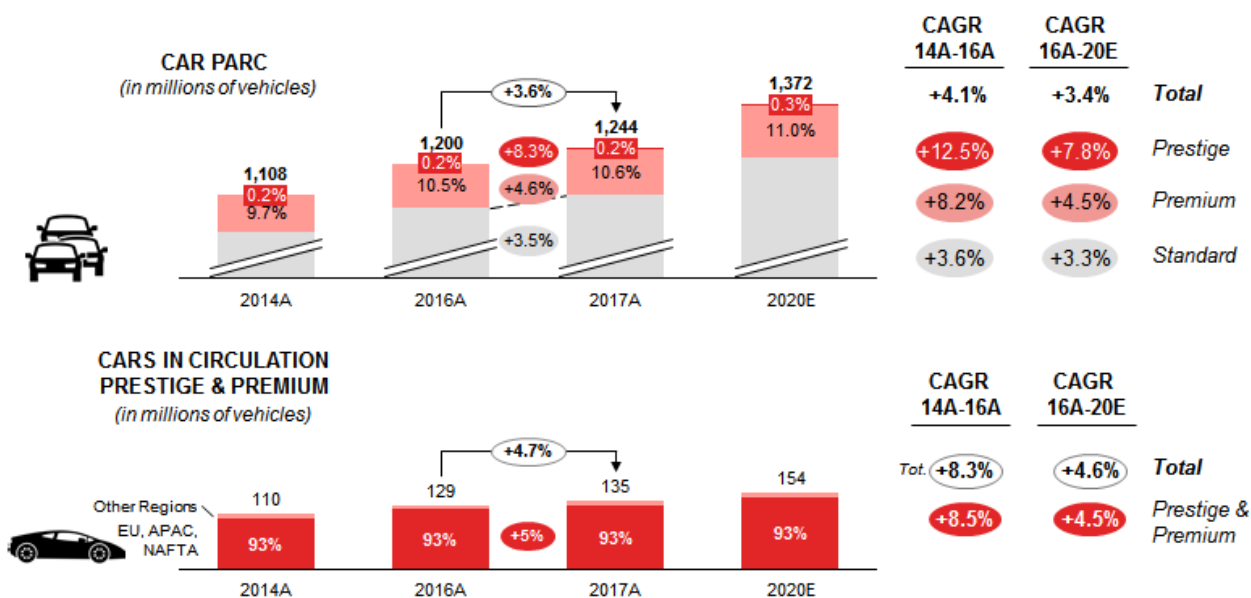 CAR PARC
(in millions of vehicles)
CAGR
14A-16A
CAGR
16A-20E
+3.6%
1,108
0.2%
9.7%
1,200
0.2%
10.5%
+8.3%
+4.6%
+3.5%
1,244
0.2%
10.6%
1,372
0.3%
11.0%
+4.1% +3.4% Total
+12.5% +7.8% Prestige
+8.2% +4.5% Premium
+3.6% +3.3% Standard
2014A 2016A 2017A 2020E
CARS IN CIRCULATION
PRESTIGE & PREMIUM
(in millions of vehicles)
CAGR
14A-16A
CAGR
16A-20E
+4.7%
110 129 135 154
Other Regions
EU, APAC,
NAFTA
93% 93% +5% 93% 93%
Tot. +8.3% +4.6% Total
+8.5% +4.5% Prestige &
Premium
2014A 2016A 2017A 2020E